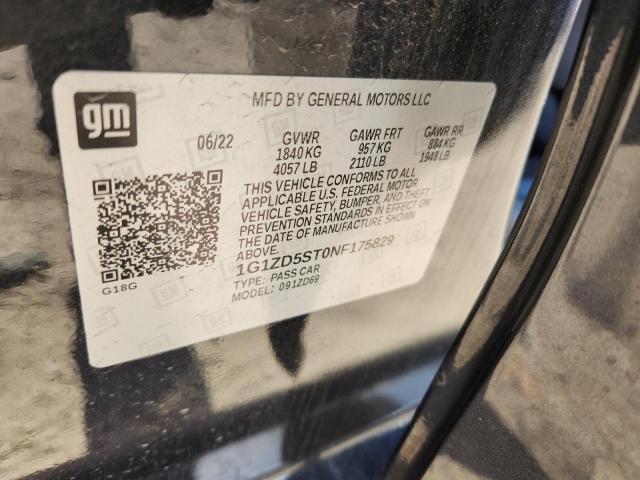 gm
MFD BY GENERAL MOTORS LLC
06/22 GVWR GAWR FRT GAWR RR
1840 KG 957 KG 884 KG
4057 LB 2110 LB 1948 LB
THIS VEHICLE CONFORMS TO ALL
APPLICABLE U.S. FEDERAL MOTOR
VEHICLE SAFETY, BUMPER, AND THEFT
PREVENTION STANDARDS IN EFFECT ON
THE DATE OF MANUFACTURE SHOWN
ABOVE.
1G1ZD5ST0NF175829
TYPE: PASS CAR
MODEL: 091ZD69
G18G